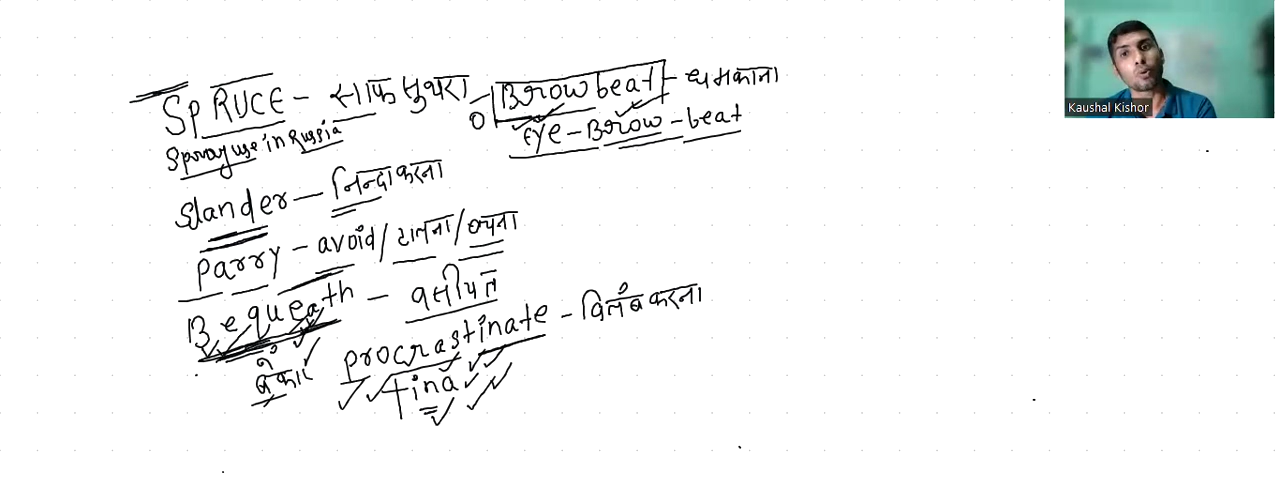 SpRUCE - साफ सुथरा
Spray use in Russia
Browbeat - धमकाना
Eye-Brow-beat
Slander - निन्दा करना
Parry - avoid/टालना/बचना
Bequeath - वसीयत
बेकार
procrastinate - विलंब करना
tina
Kaushal Kishor